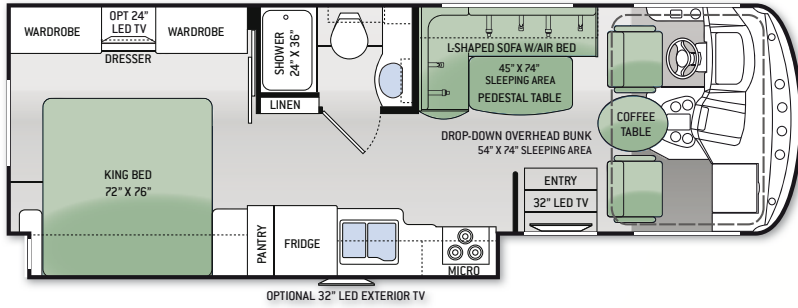 WARDROBE
OPT 24"
LED TV
WARDROBE
DRESSER
SHOWER
24" X 36"
LINEN
L-SHAPED SOFA W/AIR BED
45" X 74"
SLEEPING AREA
PEDESTAL TABLE
DROP-DOWN OVERHEAD BUNK
54" X 74" SLEEPING AREA
COFFEE
TABLE
KING BED
72" X 76"
ENTRY
32" LED TV
PANTRY
FRIDGE
MICRO
OPTIONAL 32" LED EXTERIOR TV